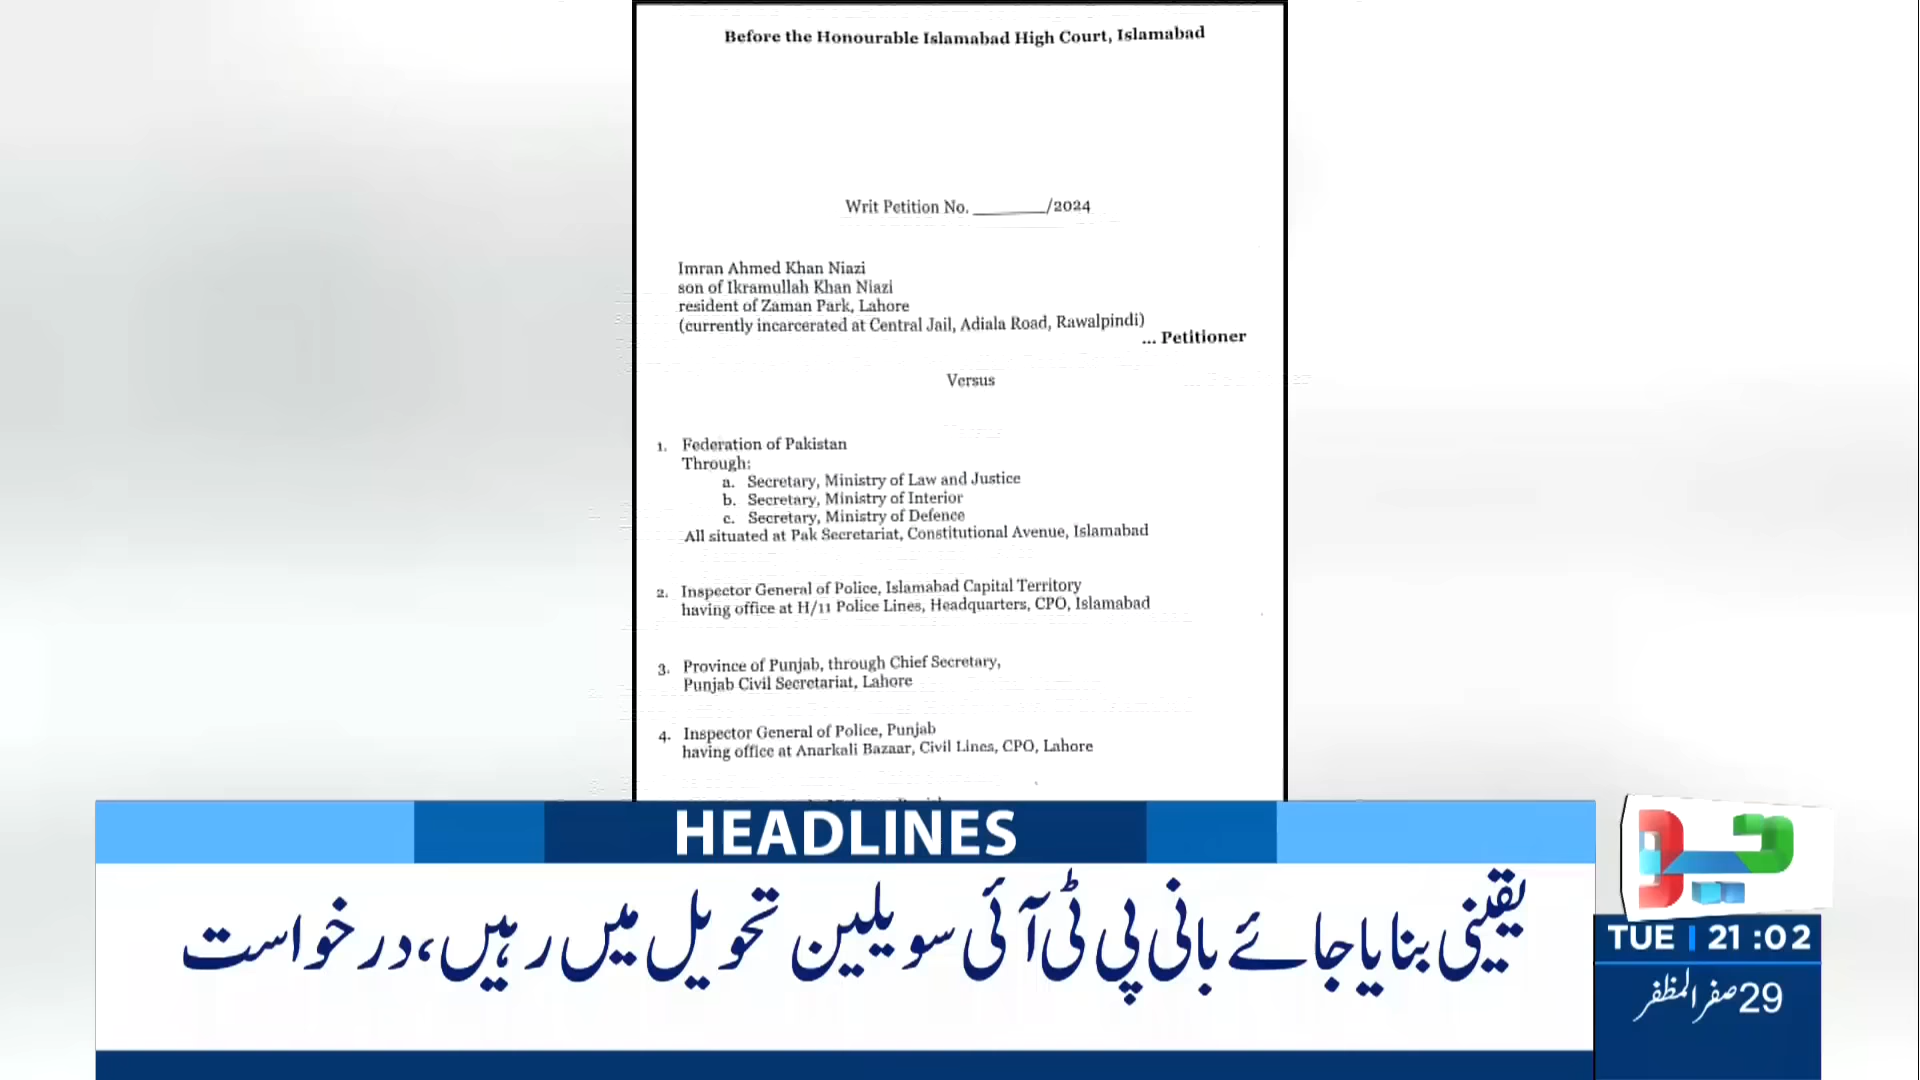 Before the Honourable Islamabad High Court, Islamabad
Writ Petition No. ________/2024
Imran Ahmed Khan Niazi
son of Ikramullah Khan Niazi
resident of Zaman Park, Lahore
(currently incarcerated at Central Jail, Adiala Road, Rawalpindi)
... Petitioner
Versus
1. Federation of Pakistan
Through:
a. Secretary, Ministry of Law and Justice
b. Secretary, Ministry of Interior
c. Secretary, Ministry of Defence
All situated at Pak Secretariat, Constitutional Avenue, Islamabad
2. Inspector General of Police, Islamabad Capital Territory
having office at H/11 Police Lines, Headquarters, CPO, Islamabad
3. Province of Punjab, through Chief Secretary,
Punjab Civil Secretariat, Lahore
4. Inspector General of Police, Punjab
having office at Anarkali Bazaar, Civil Lines, CPO, Lahore
HEADLINES
یقینی بنایا جائے بانی پی ٹی آئی سویلین تحویل میں رہیں، درخواست
نیو
TUE | 21:02
29 صفر المظفر